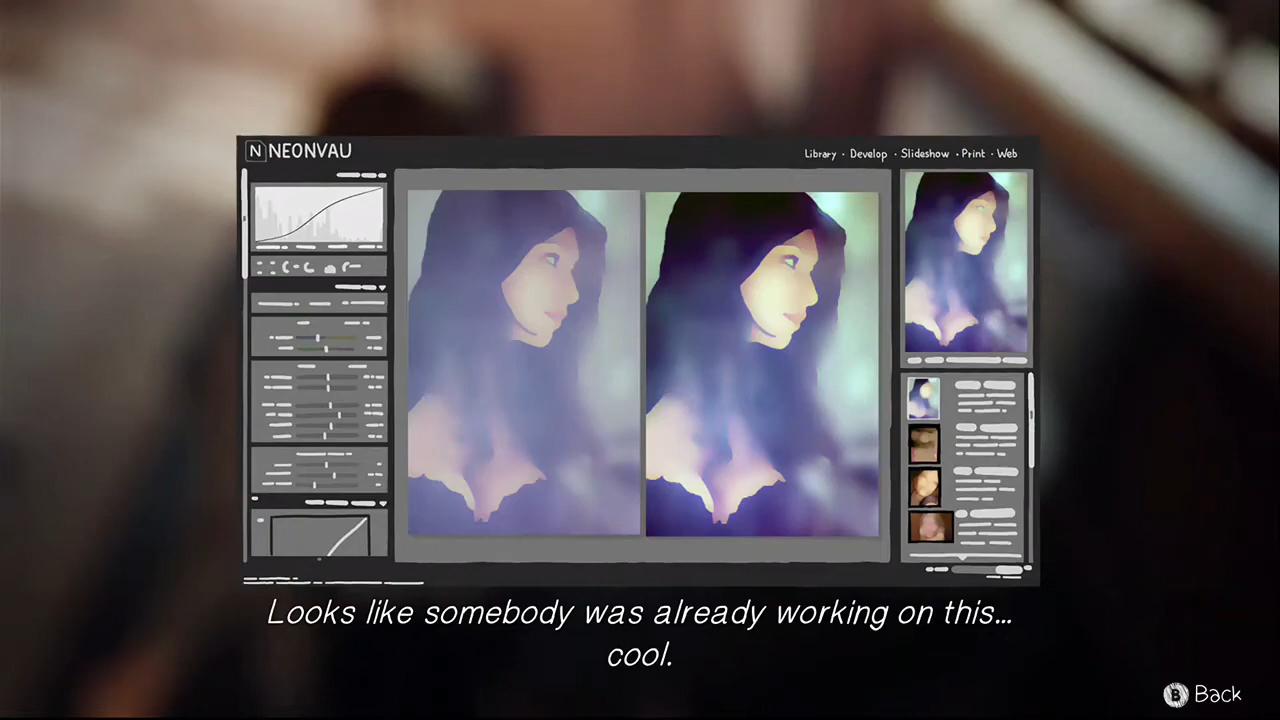 N NEONVAU
Library · Develop · Slideshow · Print · Web
Looks like somebody was already working on this...
cool.
B Back